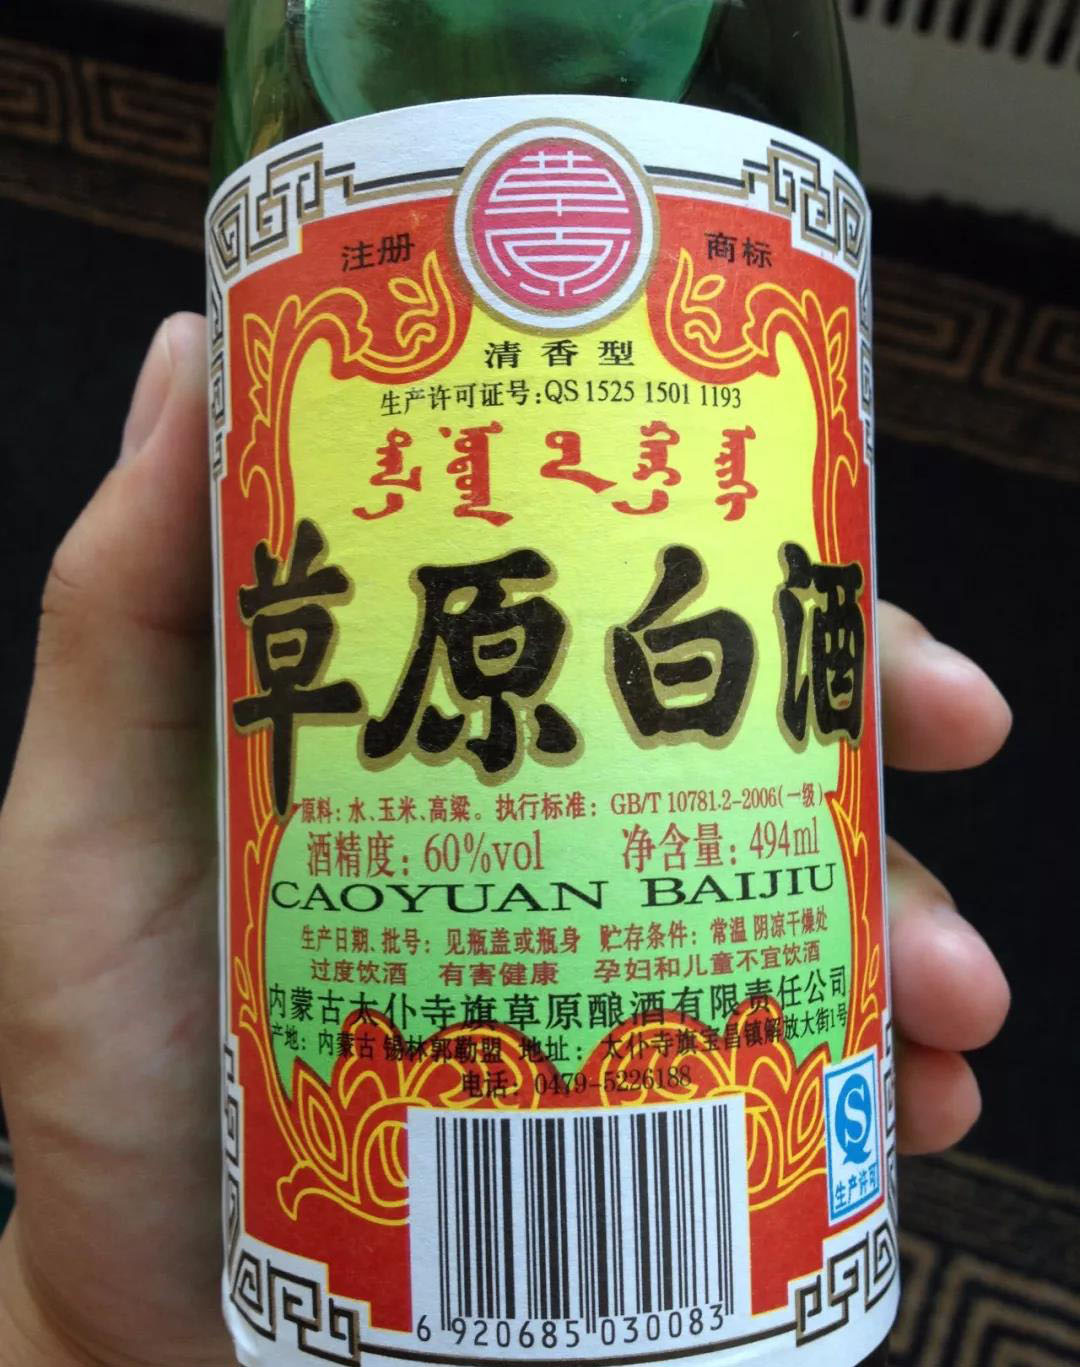 注册 商标
清香型
生产许可证号:QS 1525 1501 1193
草原白酒
原料：水、玉米、高粱。执行标准：GB/T 10781.2-2006(一级)
酒精度：60%vol 净含量：494ml
CAOYUAN BAIJIU
生产日期、批号：见瓶盖或瓶身 贮存条件：常温 阴凉干燥处
过度饮酒 有害健康 孕妇和儿童不宜饮酒
内蒙古太仆寺旗草原酿酒有限责任公司
产地：内蒙古 锡林郭勒盟 地址：太仆寺旗宝昌镇解放大街1号
电话：0479-5226188
生产许可
6 920685 030083